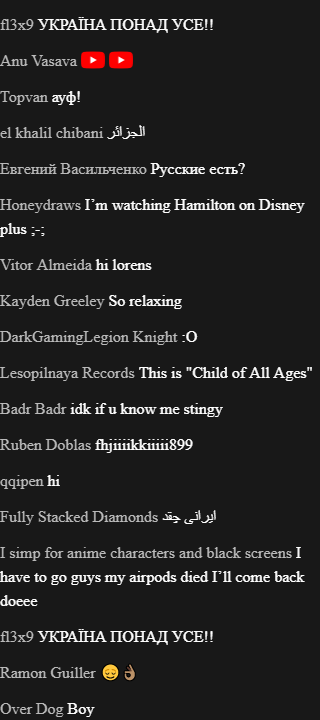 fl3x9 УКРАЇНА ПОНАД УСЕ!!
Anu Vasava
Topvan ауф!
el khalil chibani الجزائر
Евгений Васильченко Русские есть?
Honeydraws I’m watching Hamilton on Disney
plus ;-;
Vitor Almeida hi lorens
Kayden Greeley So relaxing
DarkGamingLegion Knight :O
Lesopilnaya Records This is "Child of All Ages"
Badr Badr idk if u know me stingy
Ruben Doblas fhjiiiikkiiiii899
qqipen hi
Fully Stacked Diamonds ایرانی چقد
I simp for anime characters and black screens I
have to go guys my airpods died I’ll come back
doeee
fl3x9 УКРАЇНА ПОНАД УСЕ!!
Ramon Guiller 😔👌🏽
Over Dog Boy